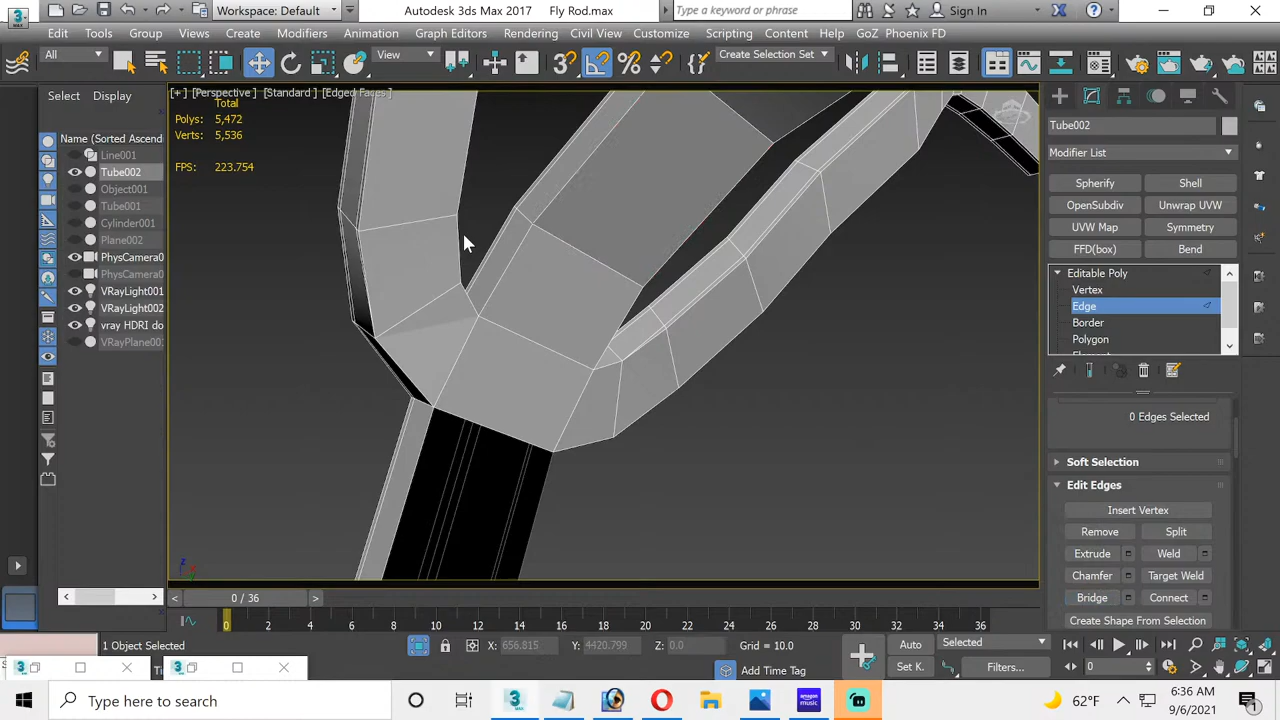 Workspace: Default
Autodesk 3ds Max 2017 Fly Rod.max
Type a keyword or phrase
Sign In
Edit Tools Group Views Create Modifiers Animation Graph Editors Rendering Civil View Customize Scripting Content Help GoZ Phoenix FD
All
View
3
%
Create Selection Set
Select Display
Name (Sorted Ascend
Line001
Tube002
Object001
Tube001
Cylinder001
Plane002
PhysCamera0
PhysCamera0
VRayLight001
VRayLight002
vray HDRI do
VRayPlane001
[+] [Perspective] [Standard] [Edged Faces]
Total
Polys: 5,472
Verts: 5,536
FPS: 223.754
Tube002
Modifier List
Spherify Shell
OpenSubdiv Unwrap UVW
UVW Map Symmetry
FFD(box) Bend
Editable Poly
Vertex
Edge
Border
Polygon
0 Edges Selected
Soft Selection
Edit Edges
Insert Vertex
Remove Split
Extrude Weld
Chamfer Target Weld
Bridge Connect
Create Shape From Selection
< 0 / 36 >
0 2 4 6 8 10 12 14 16 18 20 22 24 26 28 30 32 34 36
1 Object Selected
X: 656.815 Y: 4420.799 Z: 0.0 Grid = 10.0
Add Time Tag
Auto Selected
Set K. Filters...
0
Type here to search
62°F
6:36 AM
9/6/2021